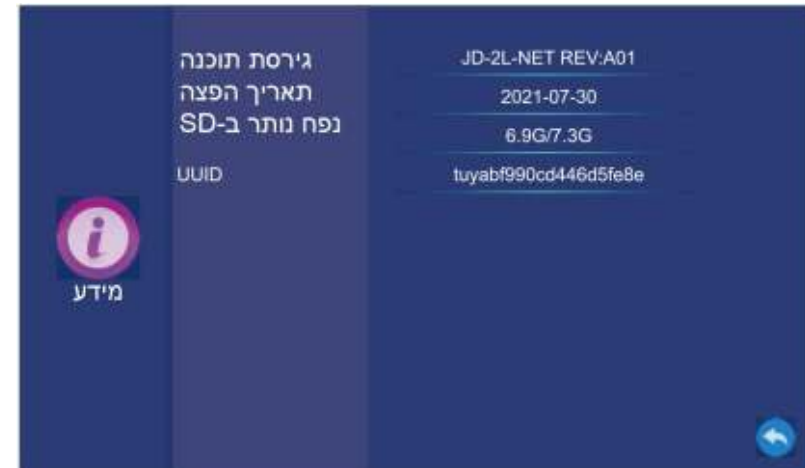 גירסת תוכנה
JD-2L-NET REV:A01
תאריך הפצה
2021-07-30
נפח נותר ב-SD
6.9G/7.3G
UUID
tuyabf990cd446d5fe8e
מידע